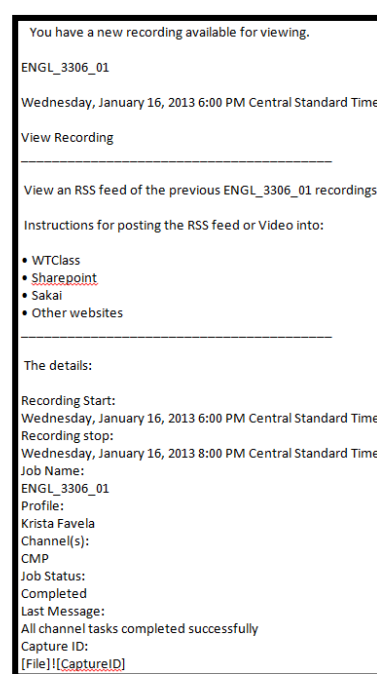 You have a new recording available for viewing.
ENGL_3306_01
Wednesday, January 16, 2013 6:00 PM Central Standard Time
View Recording
________________________________________
View an RSS feed of the previous ENGL_3306_01 recordings
Instructions for posting the RSS feed or Video into:
• WTClass
• Sharepoint
• Sakai
• Other websites
________________________________________
The details:
Recording Start:
Wednesday, January 16, 2013 6:00 PM Central Standard Time
Recording stop:
Wednesday, January 16, 2013 8:00 PM Central Standard Time
Job Name:
ENGL_3306_01
Profile:
Krista Favela
Channel(s):
CMP
Job Status:
Completed
Last Message:
All channel tasks completed successfully
Capture ID:
[File]![CaptureID]